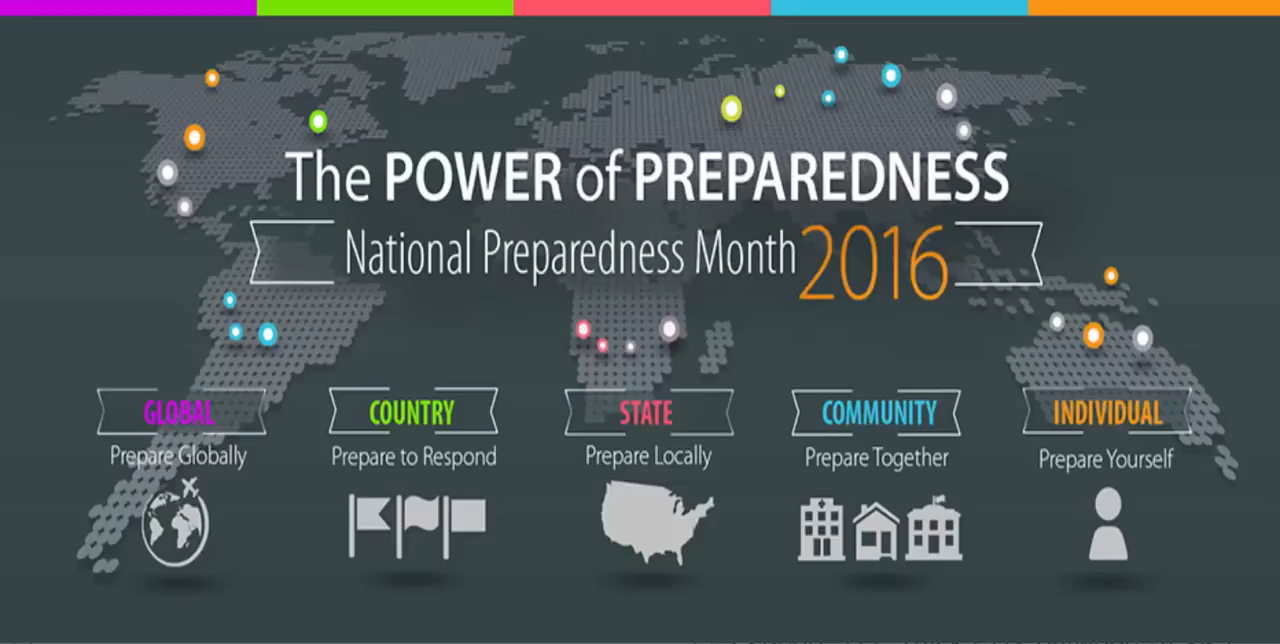 The POWER of PREPAREDNESS
National Preparedness Month 2016
GLOBAL
Prepare Globally
COUNTRY
Prepare to Respond
STATE
Prepare Locally
COMMUNITY
Prepare Together
INDIVIDUAL
Prepare Yourself